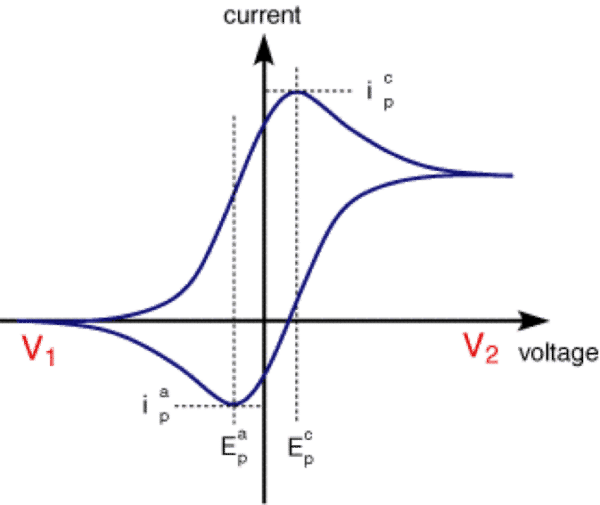 current
i p c
V1
V2
voltage
i p a
E p a
E p c